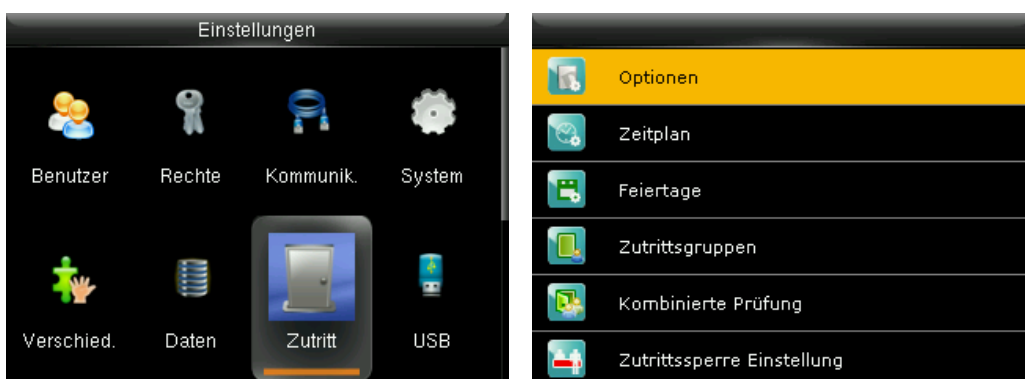 Einstellungen
Benutzer Rechte Kommunik. System
Verschied. Daten Zutritt USB
Optionen
Zeitplan
Feiertage
Zutrittsgruppen
Kombinierte Prüfung
Zutrittssperre Einstellung